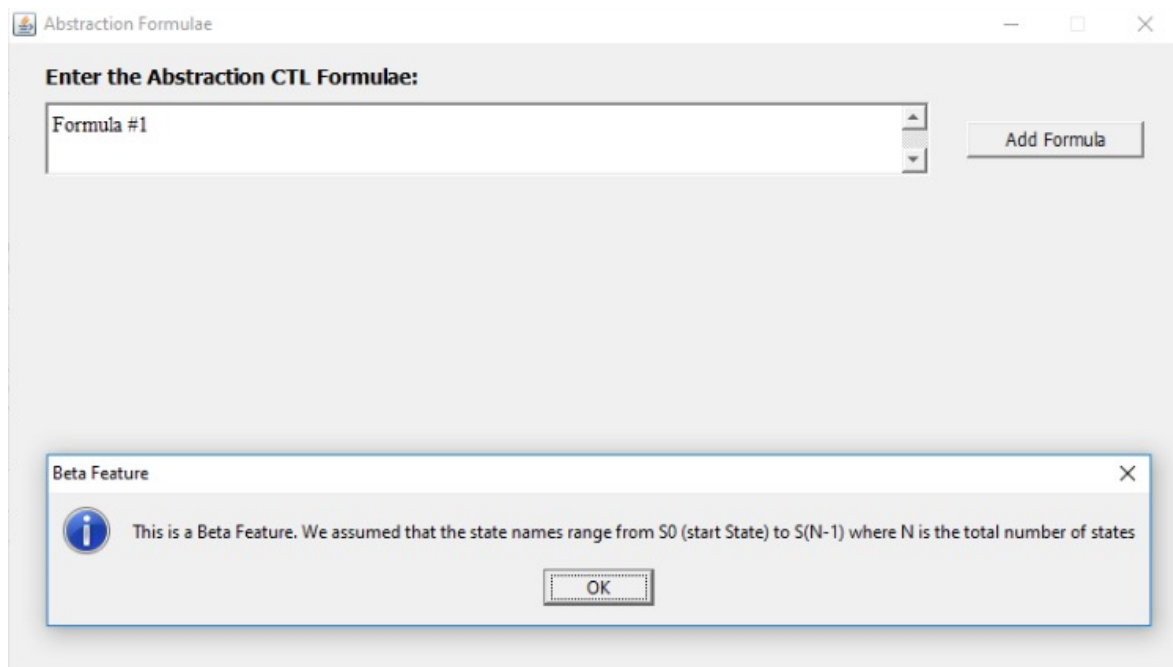 Abstraction Formulae
Enter the Abstraction CTL Formulae:
Formula #1
Add Formula
Beta Feature
This is a Beta Feature. We assumed that the state names range from S0 (start State) to S(N-1) where N is the total number of states
OK